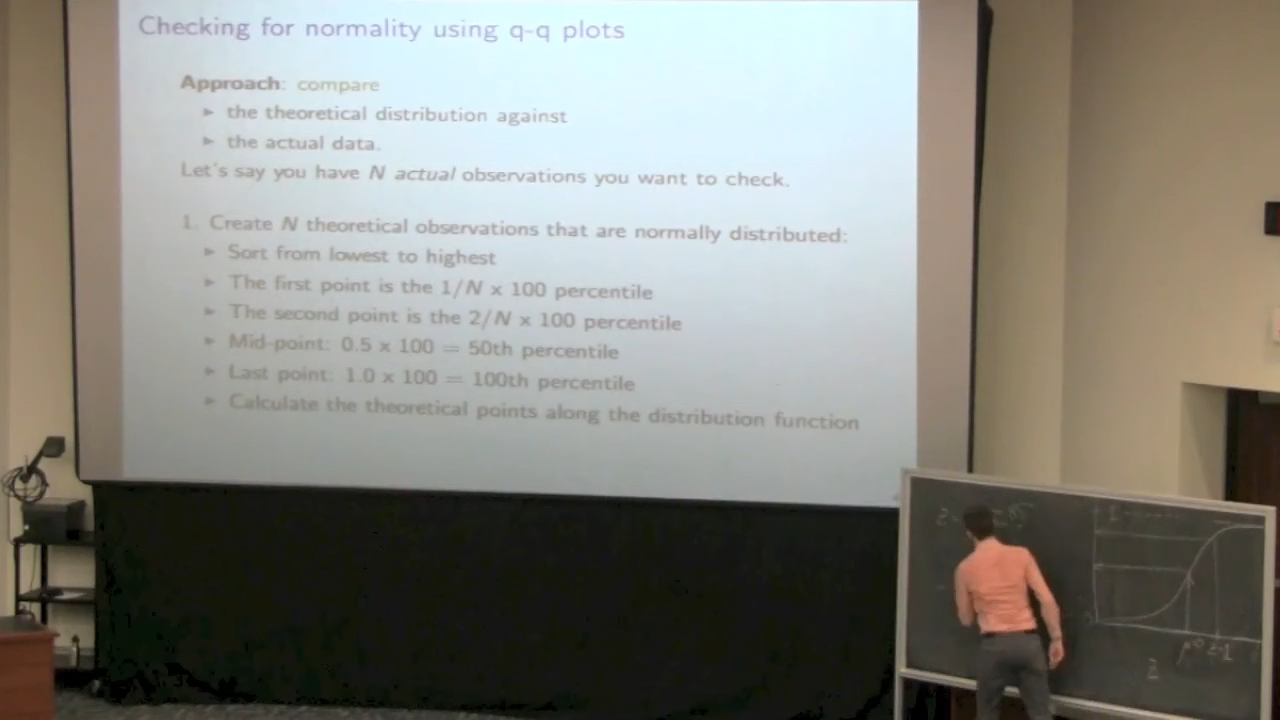 Checking for normality using q-q plots
Approach: compare
► the theoretical distribution against
► the actual data.
Let's say you have N actual observations you want to check.
1. Create N theoretical observations that are normally distributed:
► Sort from lowest to highest
► The first point is the 1/N x 100 percentile
► The second point is the 2/N x 100 percentile
► Mid-point: 0.5 x 100 = 50th percentile
► Last point: 1.0 x 100 = 100th percentile
► Calculate the theoretical points along the distribution function
z